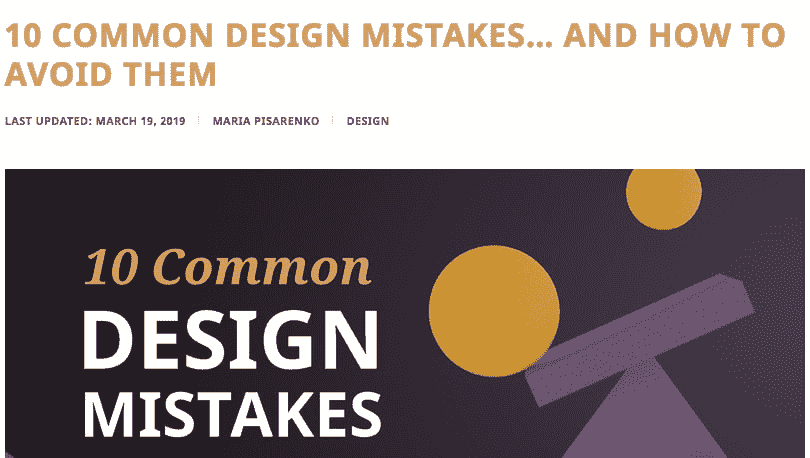 10 COMMON DESIGN MISTAKES... AND HOW TO
AVOID THEM
LAST UPDATED: MARCH 19, 2019 MARIA PISARENKO DESIGN
10 Common
DESIGN
MISTAKES